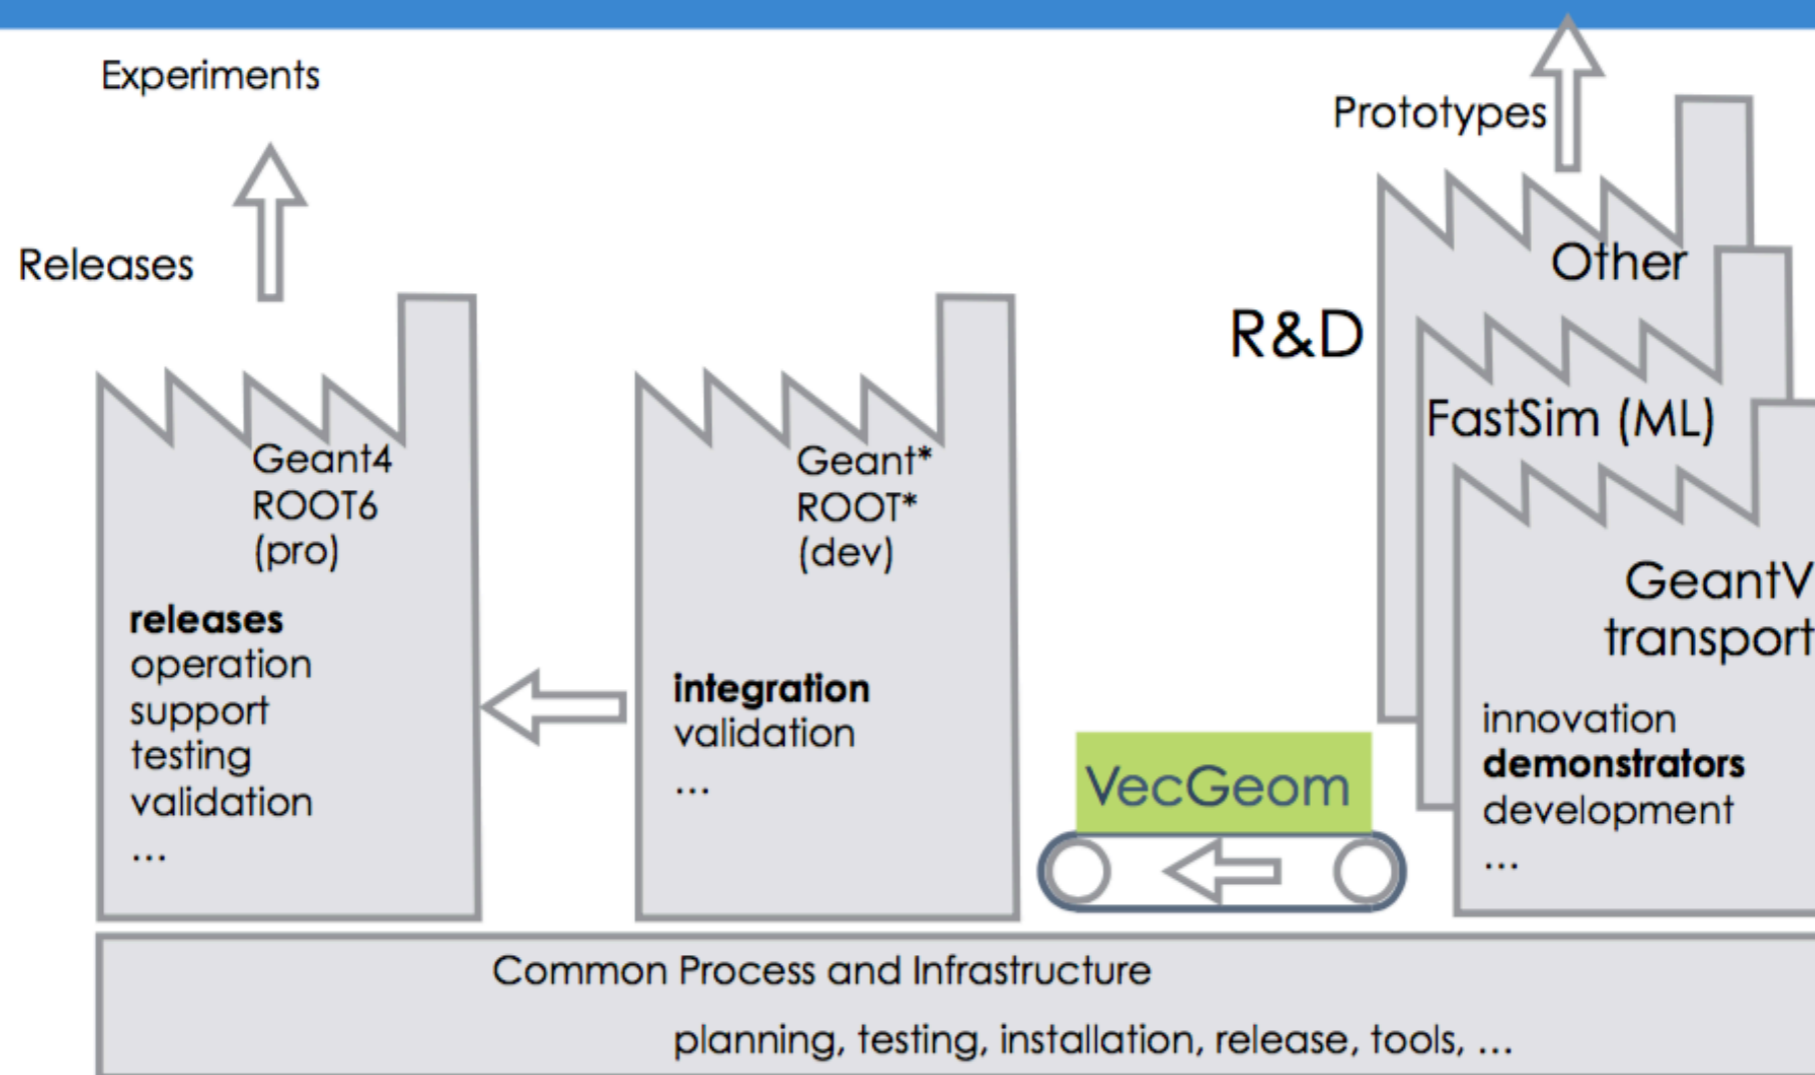 Experiments
Releases
Geant4
ROOT6
(pro)
releases
operation
support
testing
validation
...
Geant*
ROOT*
(dev)
integration
validation
...
VecGeom
Prototypes
R&D
Other
FastSim (ML)
GeantV
transport
innovation
demonstrators
development
...
Common Process and Infrastructure
planning, testing, installation, release, tools, ...